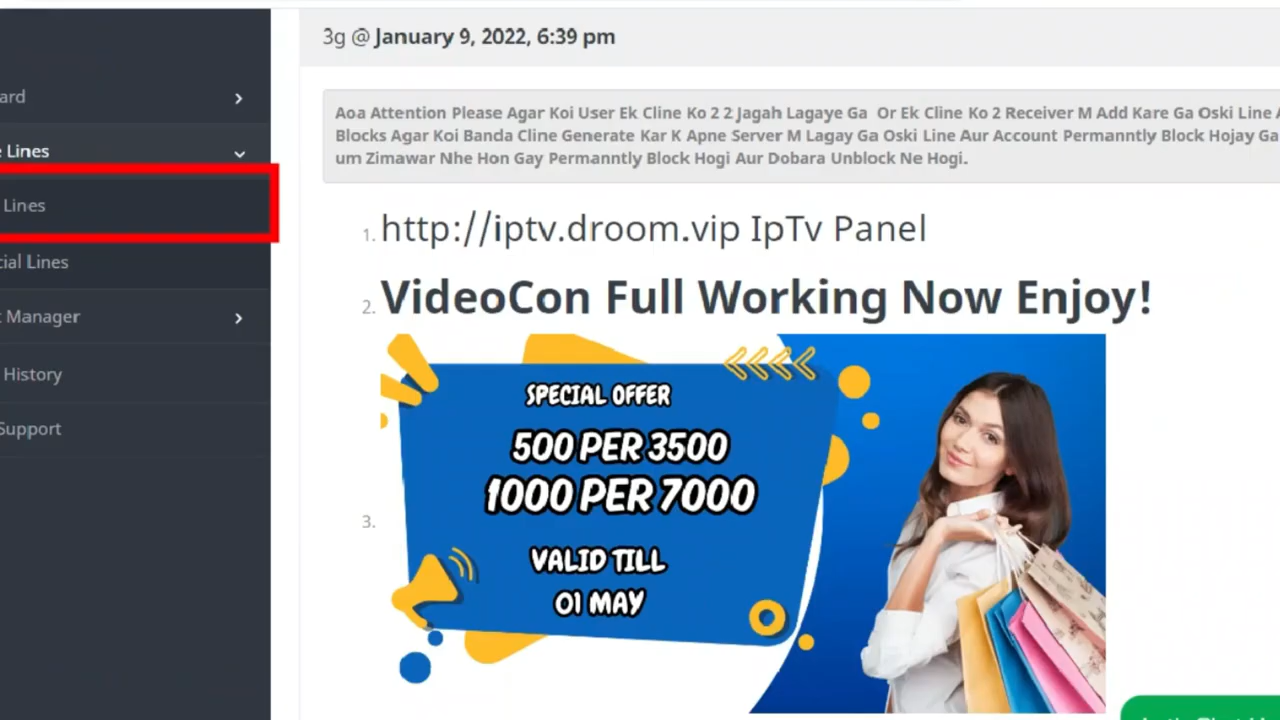 3g @ January 9, 2022, 6:39 pm
ard
Lines
Lines
cial Lines
Manager
History
Support
Aoa Attention Please Agar Koi User Ek Cline Ko 2 2 Jagah Lagaye Ga Or Ek Cline Ko 2 Receiver M Add Kare Ga Oski Line A
Blocks Agar Koi Banda Cline Generate Kar K Apne Server M Lagay Ga Oski Line Aur Account Permanntly Block Hojay Ga
um Zimawar Nhe Hon Gay Permanntly Block Hogi Aur Dobara Unblock Ne Hogi.
1. http://iptv.droom.vip IpTv Panel
2. VideoCon Full Working Now Enjoy!
3.
SPECIAL OFFER
500 PER 3500
1000 PER 7000
VALID TILL
01 MAY